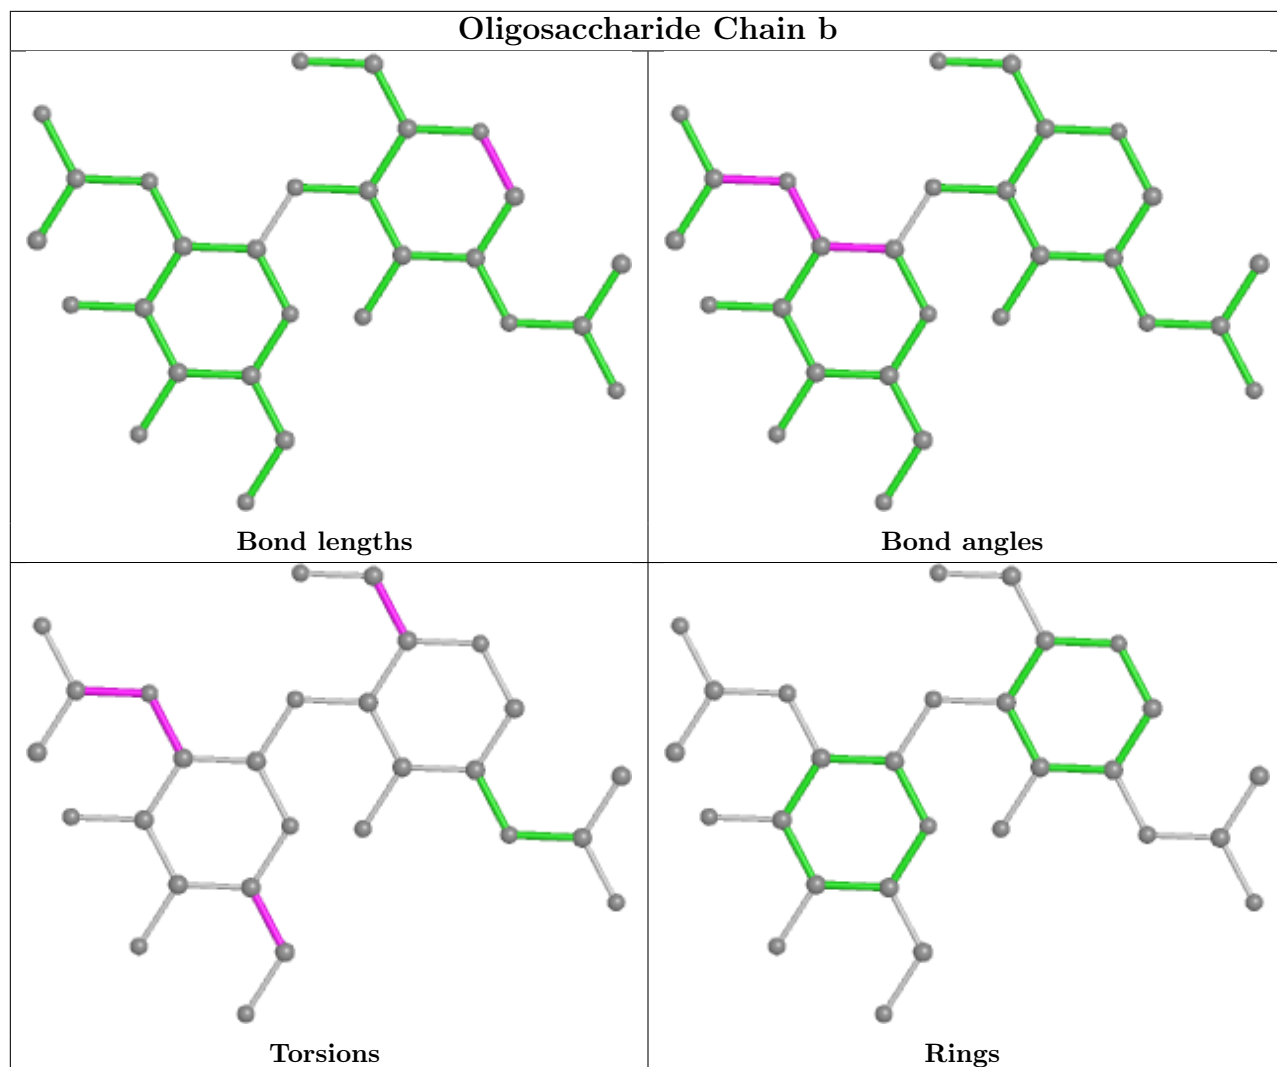 Oligosaccharide Chain b
Bond lengths
Bond angles
Torsions
Rings